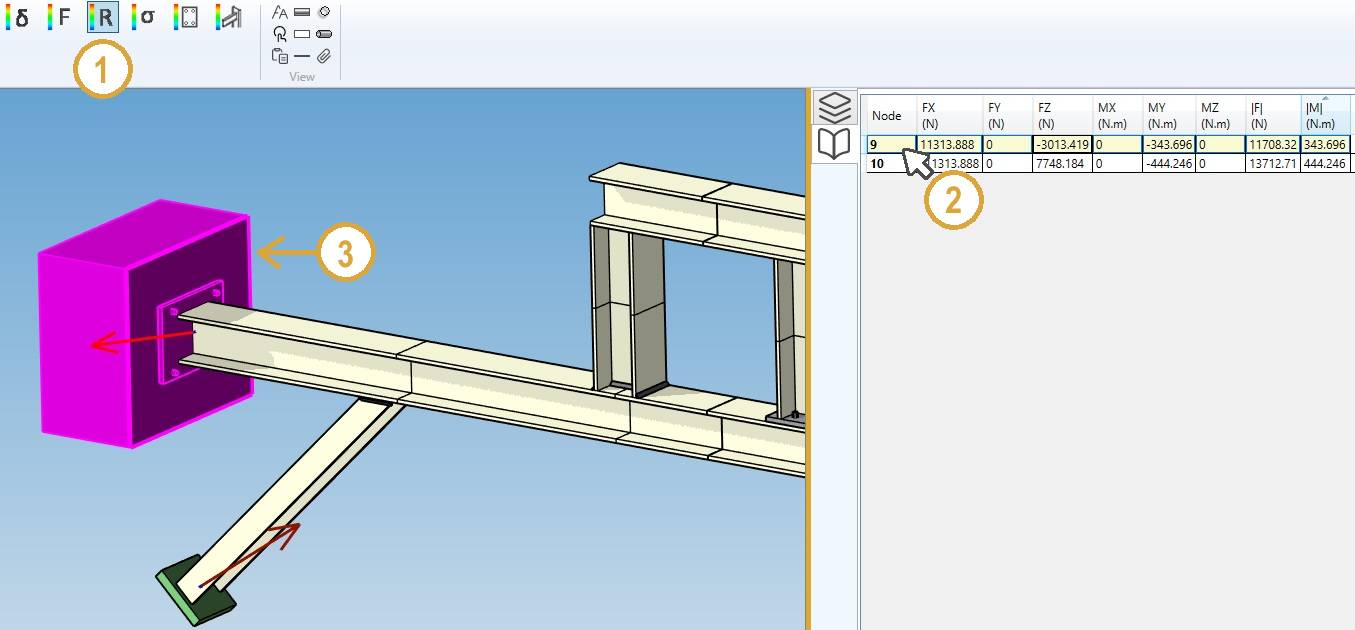 δ F R σ
A
View
1
2
3
Node FX FY FZ MX MY MZ |F| |M|
(N) (N) (N) (N.m) (N.m) (N.m) (N) (N.m)
9 11313.888 0 -3013.419 0 -343.696 0 11708.32 343.696
10 1313.888 0 7748.184 0 -444.246 0 13712.71 444.246